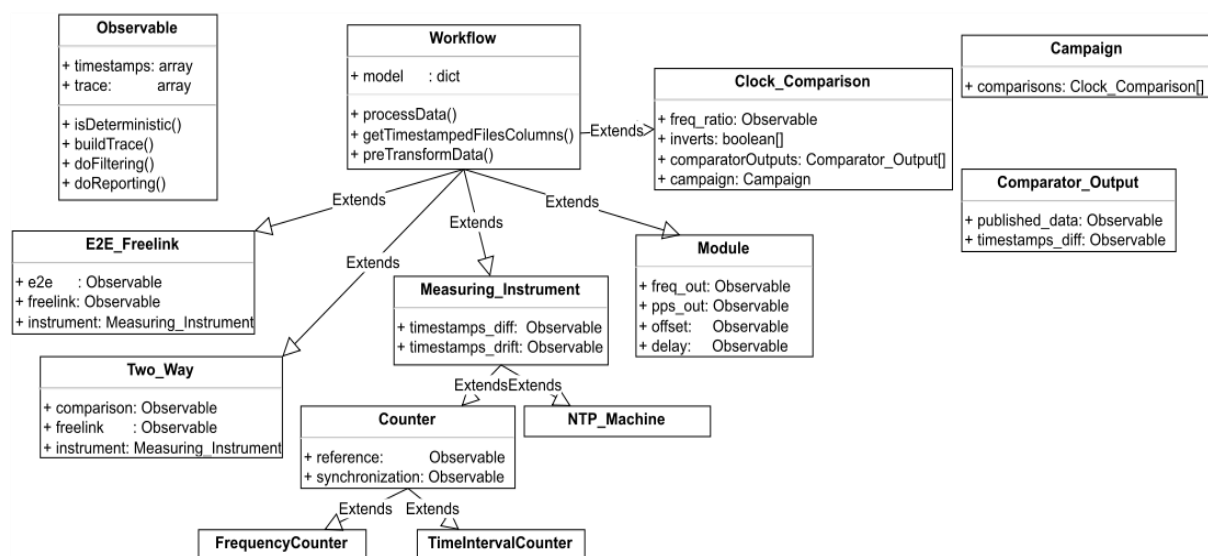 Observable
+ timestamps: array
+ trace: array
+ isDeterministic()
+ buildTrace()
+ doFiltering()
+ doReporting()
Workflow
+ model : dict
+ processData()
+ getTimestampedFilesColumns()
+ preTransformData()
Extends
Clock_Comparison
+ freq_ratio: Observable
+ inverts: boolean[]
+ comparatorOutputs: Comparator_Output[]
+ campaign: Campaign
Campaign
+ comparisons: Clock_Comparison[]
Comparator_Output
+ published_data: Observable
+ timestamps_diff: Observable
Extends
Extends
Extends
Extends
E2E_Freelink
+ e2e : Observable
+ freelink: Observable
+ instrument: Measuring_Instrument
Measuring_Instrument
+ timestamps_diff: Observable
+ timestamps_drift: Observable
Module
+ freq_out: Observable
+ pps_out: Observable
+ offset: Observable
+ delay: Observable
Two_Way
+ comparison: Observable
+ freelink : Observable
+ instrument: Measuring_Instrument
Extends
Extends
Counter
+ reference: Observable
+ synchronization: Observable
NTP_Machine
Extends
Extends
FrequencyCounter
TimeIntervalCounter